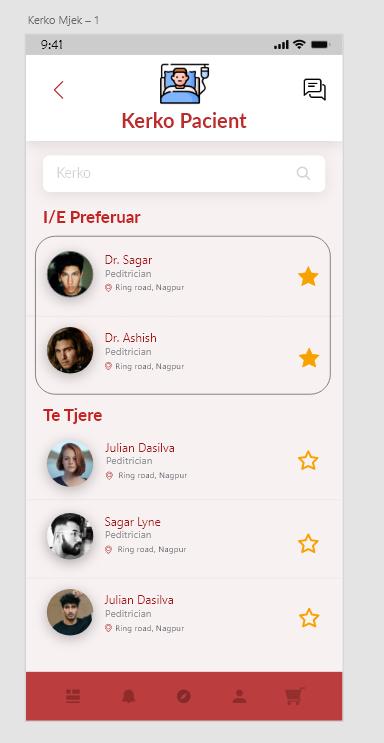 Kerko Mjek – 1
9:41
Kerko Pacient
Kerko
I/E Preferuar
Dr. Sagar
Peditrician
Ring road, Nagpur
Dr. Ashish
Peditrician
Ring road, Nagpur
Te Tjere
Julian Dasilva
Peditrician
Ring road, Nagpur
Sagar Lyne
Peditrician
Ring road, Nagpur
Julian Dasilva
Peditrician
Ring road, Nagpur